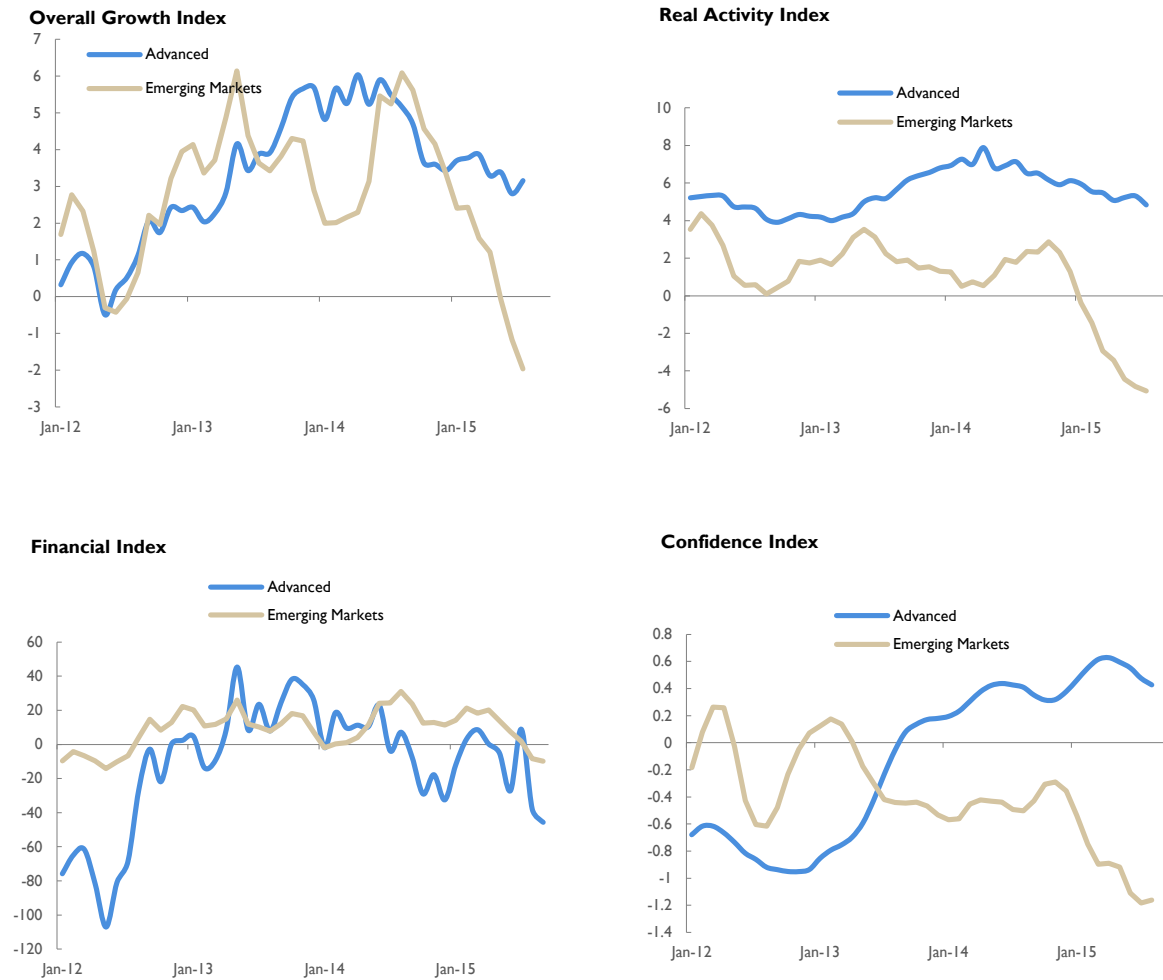 Overall Growth Index
7
6
5
4
3
2
1
0
-1
-2
-3
Advanced
Emerging Markets
Jan-12 Jan-13 Jan-14 Jan-15
Real Activity Index
Advanced
Emerging Markets
10
8
6
4
2
0
-2
-4
-6
Jan-12 Jan-13 Jan-14 Jan-15
Financial Index
Advanced
Emerging Markets
60
40
20
0
-20
-40
-60
-80
-100
-120
Jan-12 Jan-13 Jan-14 Jan-15
Confidence Index
Advanced
Emerging Markets
0.8
0.6
0.4
0.2
0
-0.2
-0.4
-0.6
-0.8
-1
-1.2
-1.4
Jan-12 Jan-13 Jan-14 Jan-15